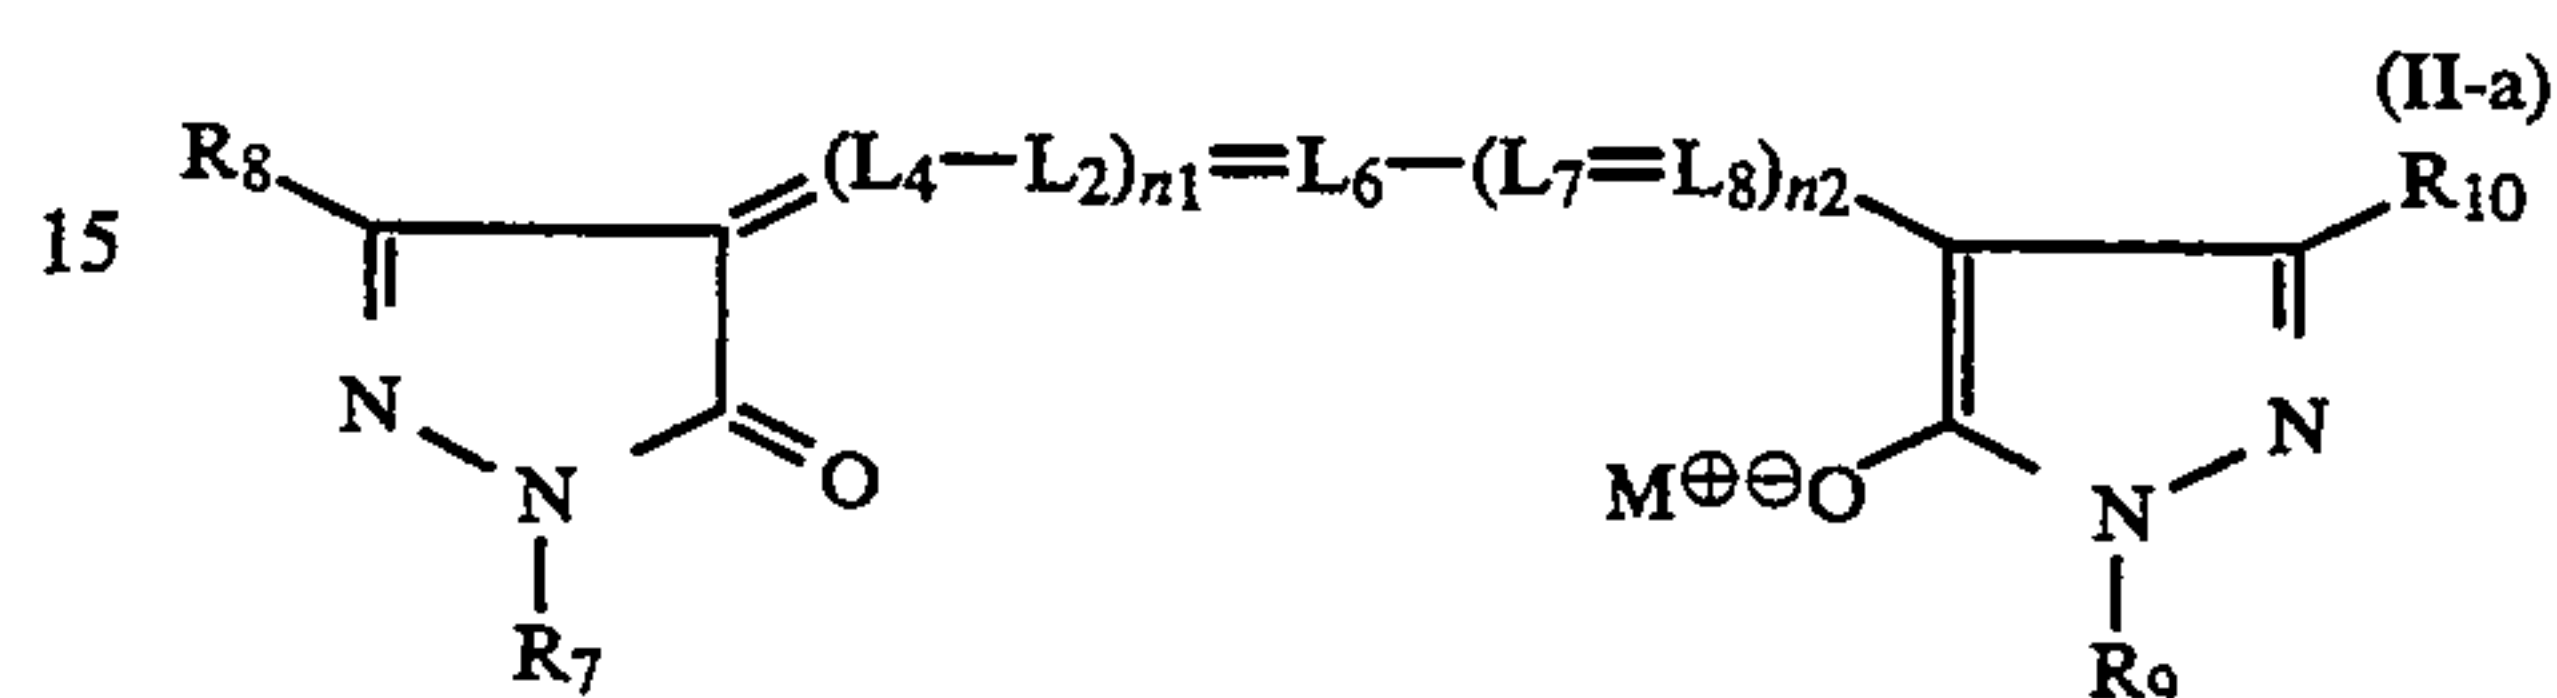 (II-a)
R8 (L4—L2)n1=L6—(L7=L8)n2 R10
15
N O M⊕⊖O N
N N
R7 R9